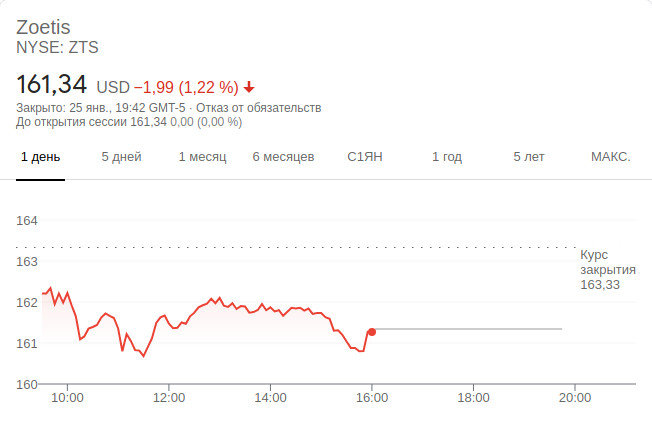 Zoetis
NYSE: ZTS
161,34 USD −1,99 (1,22 %)
Закрыто: 25 янв., 19:42 GMT-5 · Отказ от обязательств
До открытия сессии 161,34 0,00 (0,00 %)
1 день 5 дней 1 месяц 6 месяцев С1ЯН 1 год 5 лет МАКС.
164
163
162
161
160
Курс
закрытия
163,33
10:00 12:00 14:00 16:00 18:00 20:00